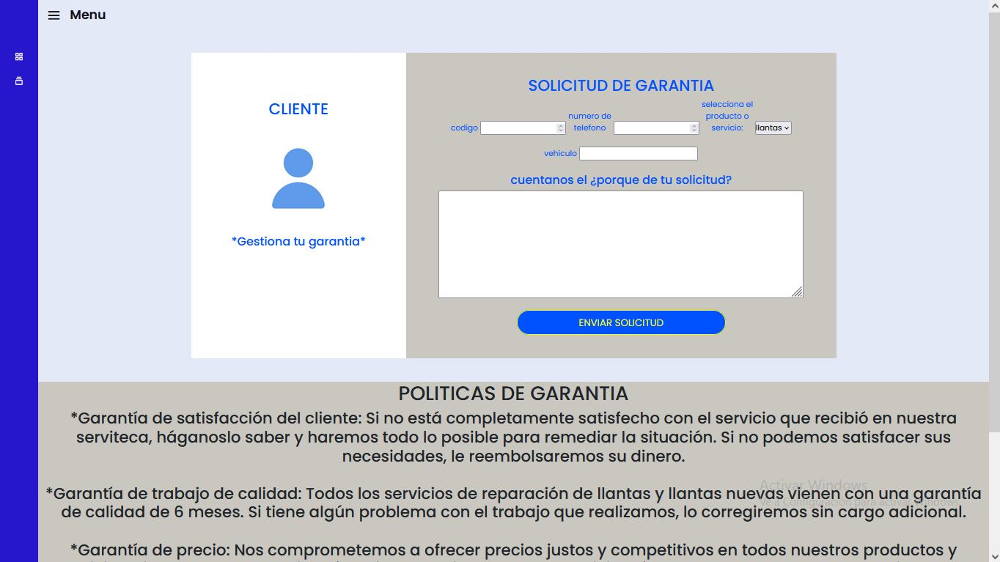 Menu
CLIENTE
*Gestiona tu garantia*
SOLICITUD DE GARANTIA
codigo
numero de
telefono
selecciona el
producto o
servicio:
llantas
vehiculo
cuentanos el ¿porque de tu solicitud?
ENVIAR SOLICITUD
POLITICAS DE GARANTIA
*Garantía de satisfacción del cliente: Si no está completamente satisfecho con el servicio que recibió en nuestra
serviteca, háganoslo saber y haremos todo lo posible para remediar la situación. Si no podemos satisfacer sus
necesidades, le reembolsaremos su dinero.
*Garantía de trabajo de calidad: Todos los servicios de reparación de llantas y llantas nuevas vienen con una garantía
de calidad de 6 meses. Si tiene algún problema con el trabajo que realizamos, lo corregiremos sin cargo adicional.
*Garantía de precio: Nos comprometemos a ofrecer precios justos y competitivos en todos nuestros productos y
Activar Windows
Ve a Configuración para activar Windows.